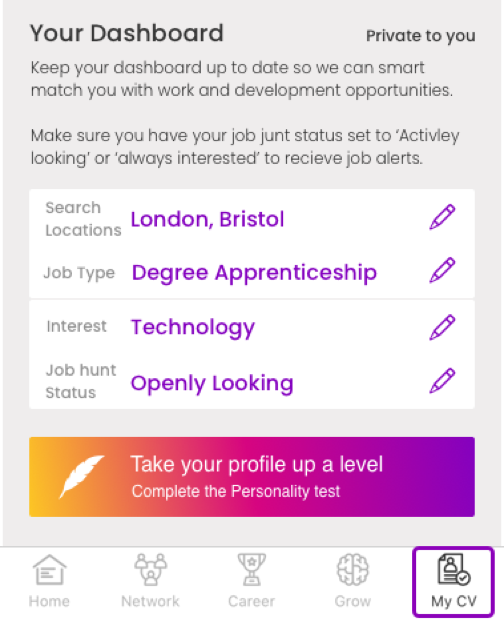 Your Dashboard
Private to you
Keep your dashboard up to date so we can smart
match you with work and development opportunities.
Make sure you have your job junt status set to ‘Activley
looking’ or ‘always interested’ to recieve job alerts.
Search
Locations
London, Bristol
Job Type
Degree Apprenticeship
Interest
Technology
Job hunt
Status
Openly Looking
Take your profile up a level
Complete the Personality test
Home
Network
Career
Grow
My CV